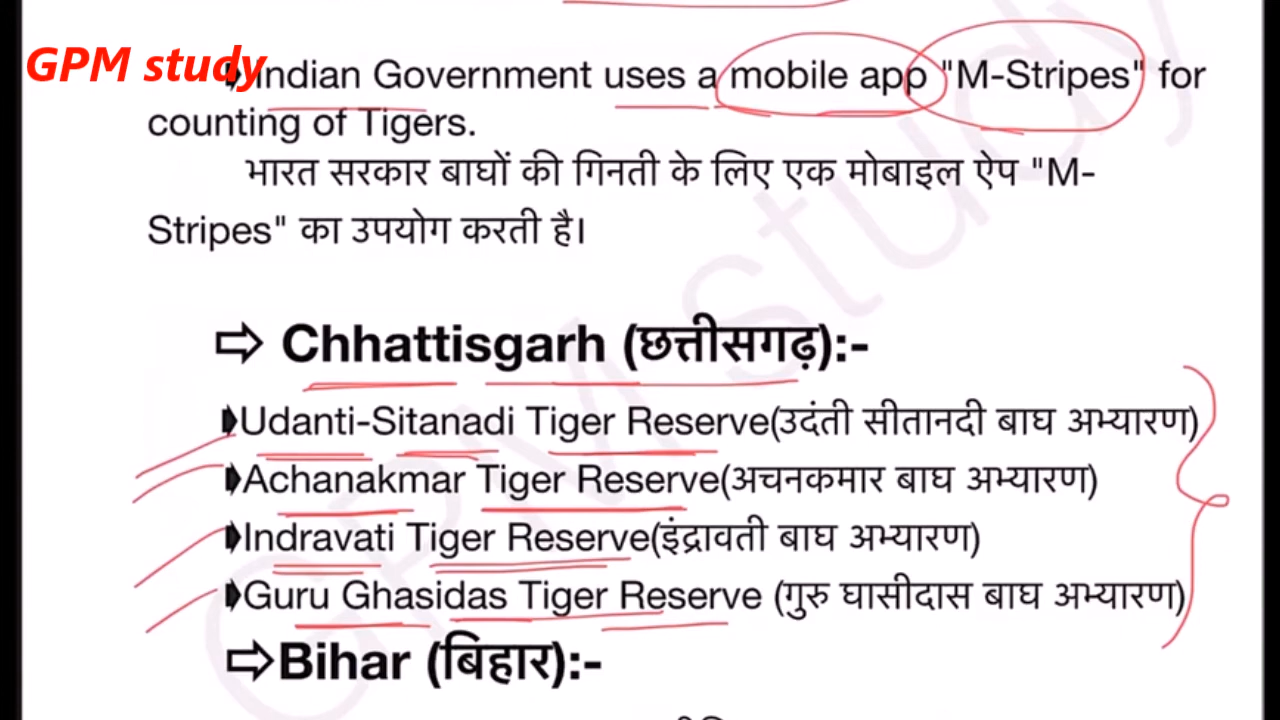 GPM study
Indian Government uses a mobile app "M-Stripes" for
counting of Tigers.
भारत सरकार बाघों की गिनती के लिए एक मोबाइल ऐप "M-
Stripes" का उपयोग करती है।
⇨ Chhattisgarh (छत्तीसगढ़):-
➧Udanti-Sitanadi Tiger Reserve(उदंती सीतानदी बाघ अभ्यारण)
➧Achanakmar Tiger Reserve(अचनकमार बाघ अभ्यारण)
➧Indravati Tiger Reserve(इंद्रावती बाघ अभ्यारण)
➧Guru Ghasidas Tiger Reserve (गुरु घासीदास बाघ अभ्यारण)
⇨Bihar (बिहार):-
GPM study